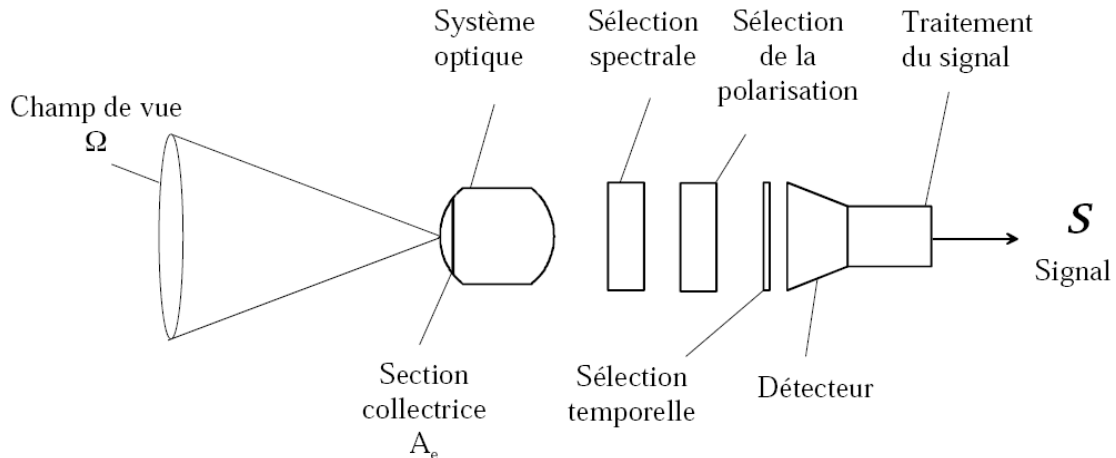 Système
optique
Sélection
spectrale
Sélection
de la
polarisation
Traitement
du signal
Champ de vue
Ω
S
Signal
Section
collectrice
Aₑ
Sélection
temporelle
Détecteur